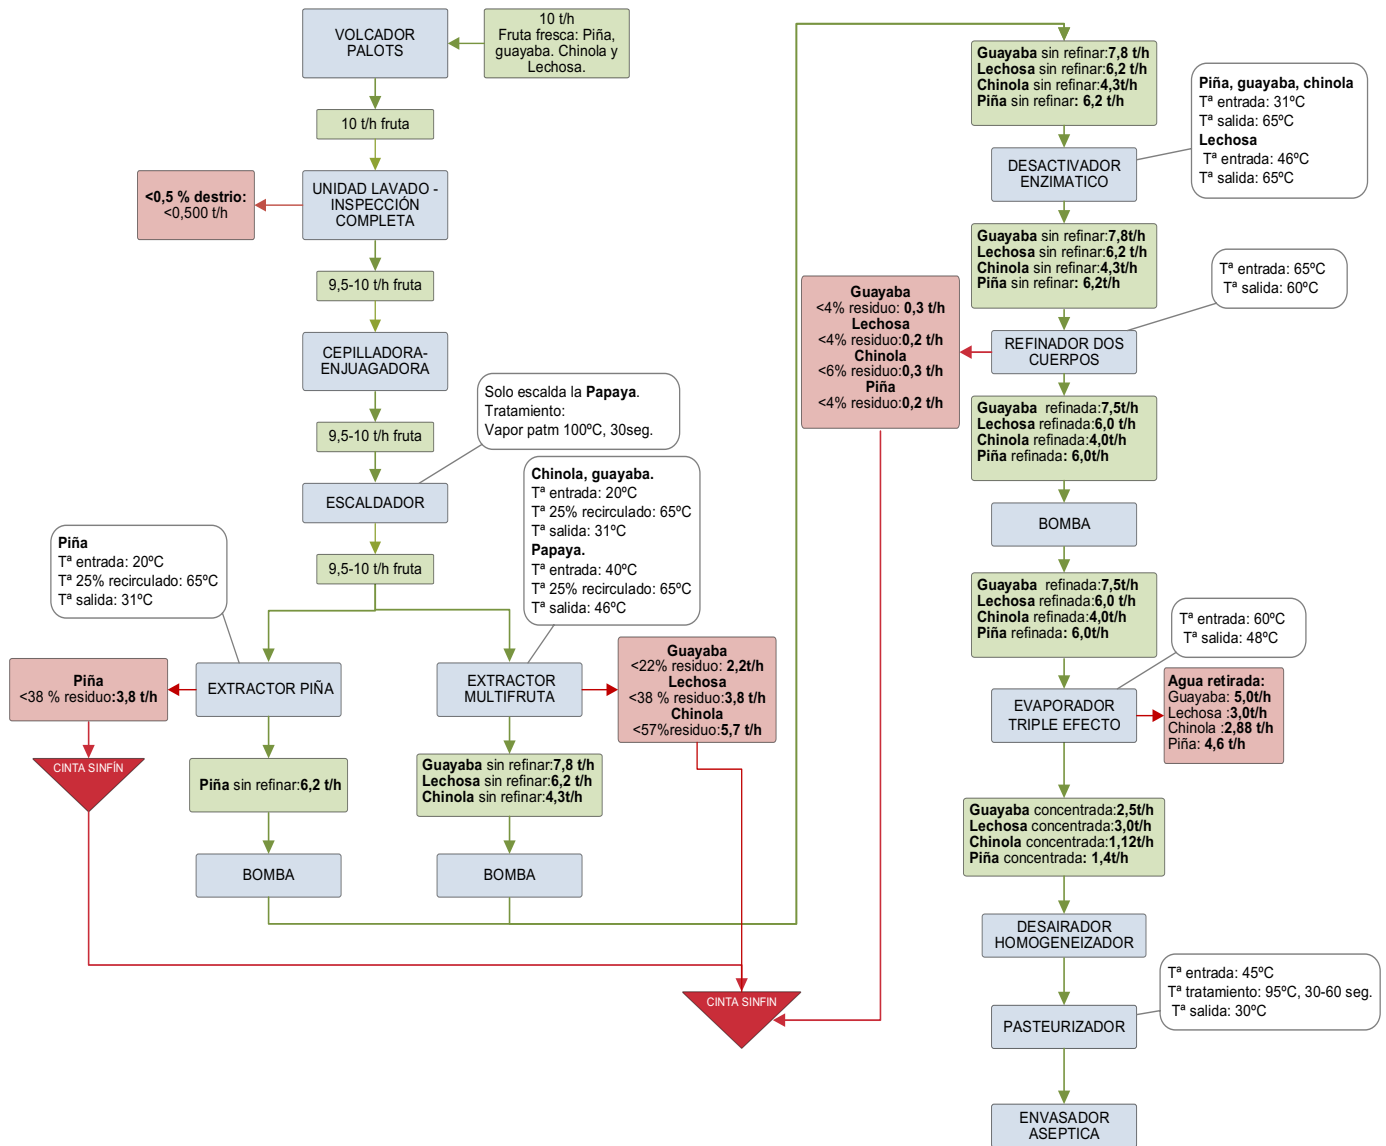 VOLCADOR
PALOTS
10 t/h
Fruta fresca: Piña,
guayaba. Chinola y
Lechosa.
10 t/h fruta
<0,5 % destrio:
<0,500 t/h
UNIDAD LAVADO -
INSPECCIÓN
COMPLETA
9,5-10 t/h fruta
CEPILLADORA-
ENJUAGADORA
9,5-10 t/h fruta
Solo escalda la Papaya.
Tratamiento:
Vapor patm 100ºC, 30seg.
ESCALDADOR
9,5-10 t/h fruta
Piña
Tª entrada: 20ºC
Tª 25% recirculado: 65ºC
Tª salida: 31ºC
Chinola, guayaba.
Tª entrada: 20ºC
Tª 25% recirculado: 65ºC
Tª salida: 31ºC
Papaya.
Tª entrada: 40ºC
Tª 25% recirculado: 65ºC
Tª salida: 46ºC
Piña
<38 % residuo:3,8 t/h
EXTRACTOR PIÑA
EXTRACTOR
MULTIFRUTA
Guayaba
<22% residuo: 2,2t/h
Lechosa
<38 % residuo:3,8 t/h
Chinola
<57%residuo:5,7 t/h
CINTA SINFÍN
Piña sin refinar:6,2 t/h
Guayaba sin refinar:7,8 t/h
Lechosa sin refinar:6,2 t/h
Chinola sin refinar:4,3t/h
BOMBA
BOMBA
CINTA SINFIN
Guayaba sin refinar:7,8 t/h
Lechosa sin refinar:6,2 t/h
Chinola sin refinar:4,3t/h
Piña sin refinar: 6,2 t/h
Piña, guayaba, chinola
Tª entrada: 31ºC
Tª salida: 65ºC
Lechosa
Tª entrada: 46ºC
Tª salida: 65ºC
DESACTIVADOR
ENZIMATICO
Guayaba sin refinar:7,8t/h
Lechosa sin refinar:6,2 t/h
Chinola sin refinar:4,3t/h
Piña sin refinar: 6,2t/h
Tª entrada: 65ºC
Tª salida: 60ºC
Guayaba
<4% residuo: 0,3 t/h
Lechosa
<4% residuo:0,2 t/h
Chinola
<6% residuo:0,3 t/h
Piña
<4% residuo:0,2 t/h
REFINADOR DOS
CUERPOS
Guayaba refinada:7,5t/h
Lechosa refinada:6,0 t/h
Chinola refinada:4,0t/h
Piña refinada: 6,0t/h
BOMBA
Guayaba refinada:7,5t/h
Lechosa refinada:6,0 t/h
Chinola refinada:4,0t/h
Piña refinada: 6,0t/h
Tª entrada: 60ºC
Tª salida: 48ºC
EVAPORADOR
TRIPLE EFECTO
Agua retirada:
Guayaba: 5,0t/h
Lechosa :3,0t/h
Chinola :2,88 t/h
Piña: 4,6 t/h
Guayaba concentrada:2,5t/h
Lechosa concentrada:3,0t/h
Chinola concentrada:1,12t/h
Piña concentrada: 1,4t/h
DESAIRADOR
HOMOGENEIZADOR
Tª entrada: 45ºC
Tª tratamiento: 95ºC, 30-60 seg.
Tª salida: 30ºC
PASTEURIZADOR
ENVASADOR
ASEPTICA